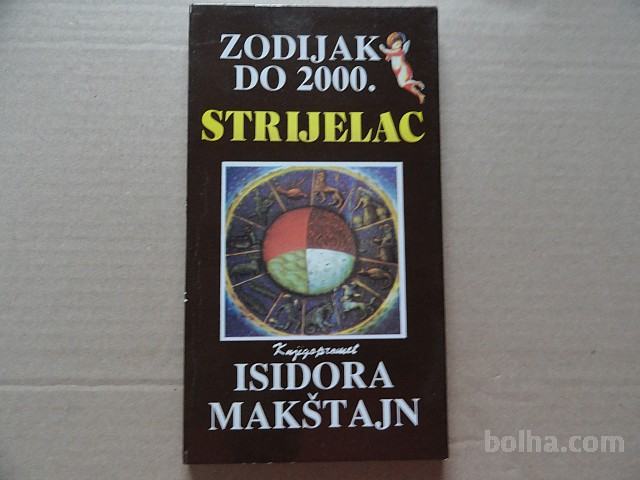 ZODIJAK
DO 2000.
STRIJELAC
Knjigopromet
ISIDORA
MAKŠTAJN
bolha.com